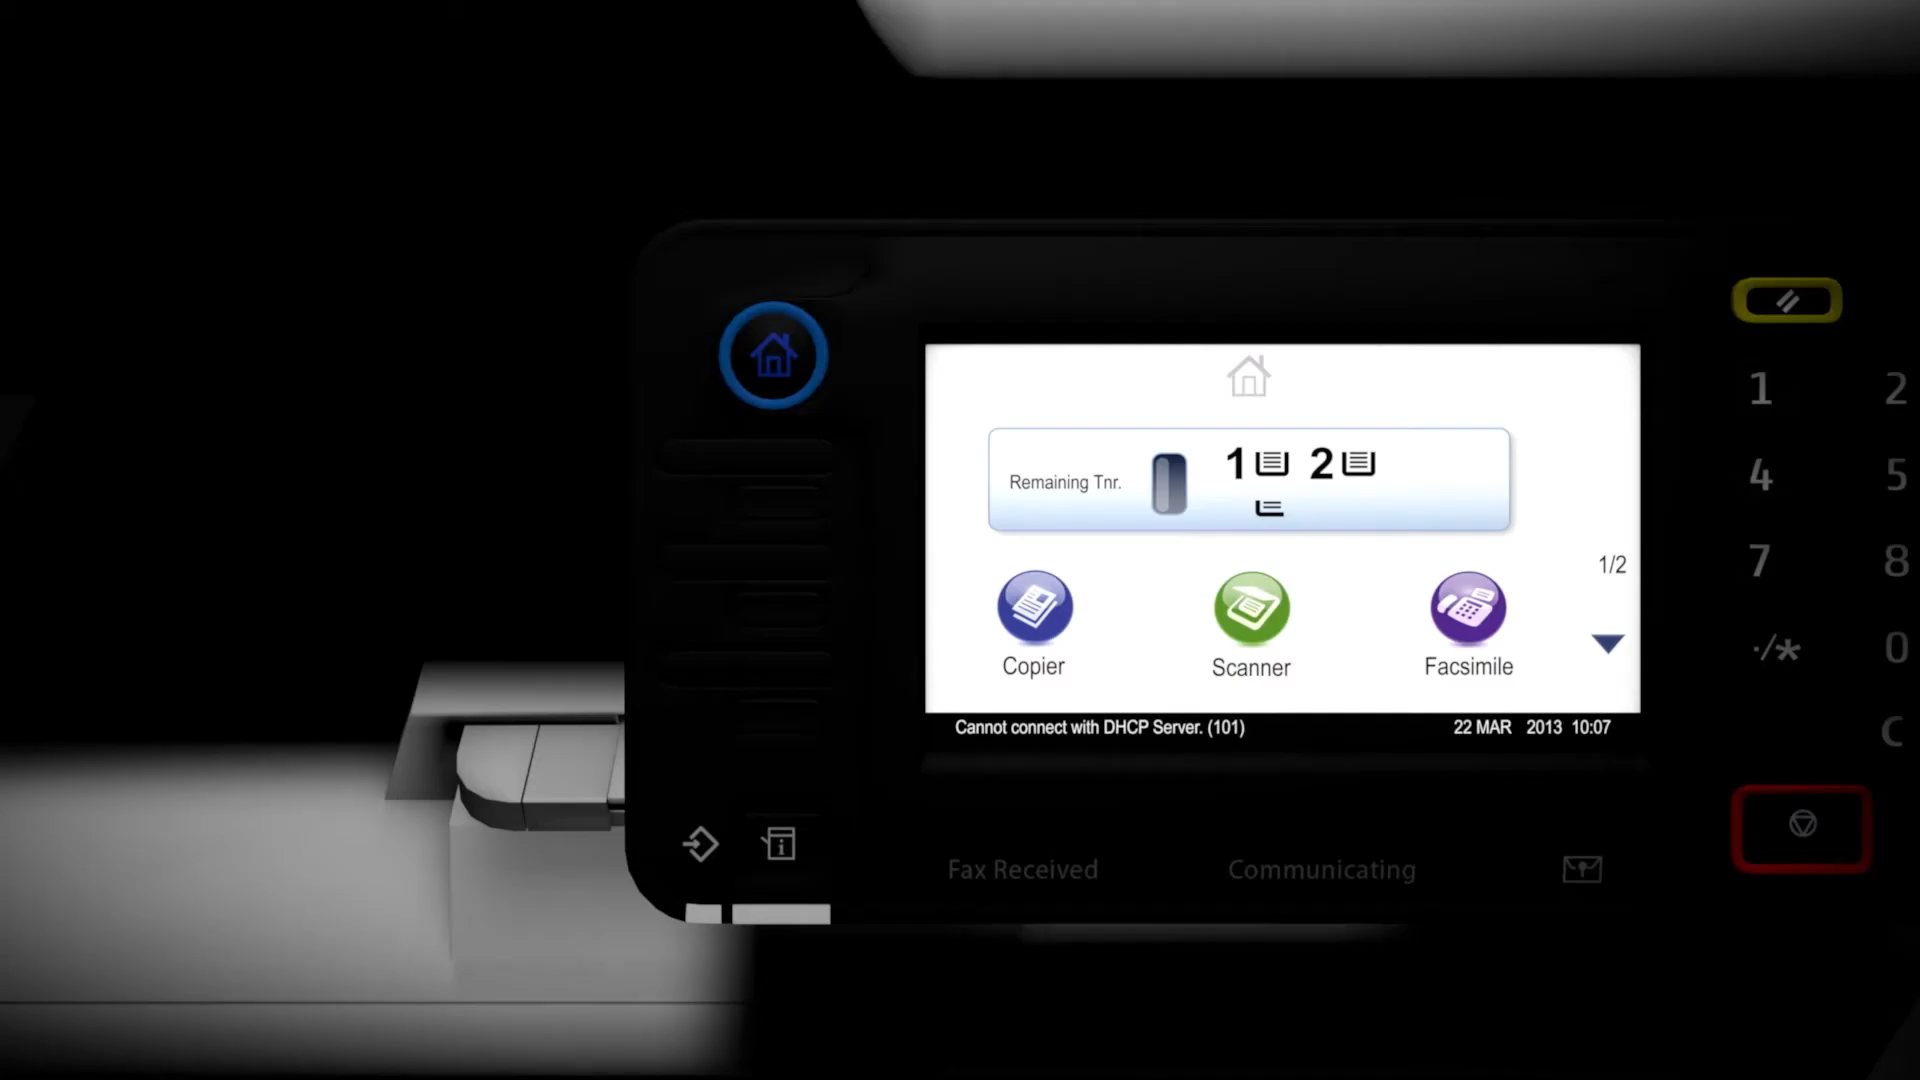 Remaining Tnr.
1 2
1/2
Copier
Scanner
Facsimile
Cannot connect with DHCP Server. (101)
22 MAR 2013 10:07
Fax Received
Communicating
1 2
4 5
7 8
·/* 0
C